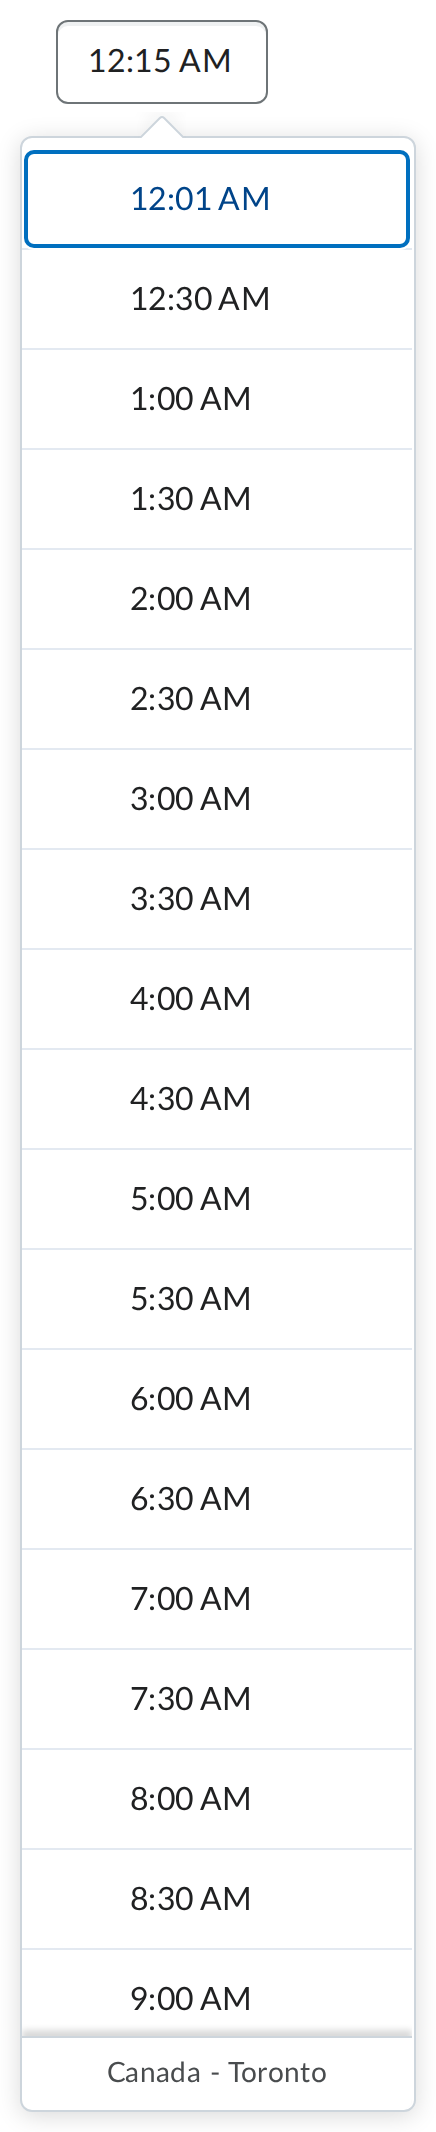 12:15 AM
12:01 AM
12:30 AM
1:00 AM
1:30 AM
2:00 AM
2:30 AM
3:00 AM
3:30 AM
4:00 AM
4:30 AM
5:00 AM
5:30 AM
6:00 AM
6:30 AM
7:00 AM
7:30 AM
8:00 AM
8:30 AM
9:00 AM
Canada - Toronto